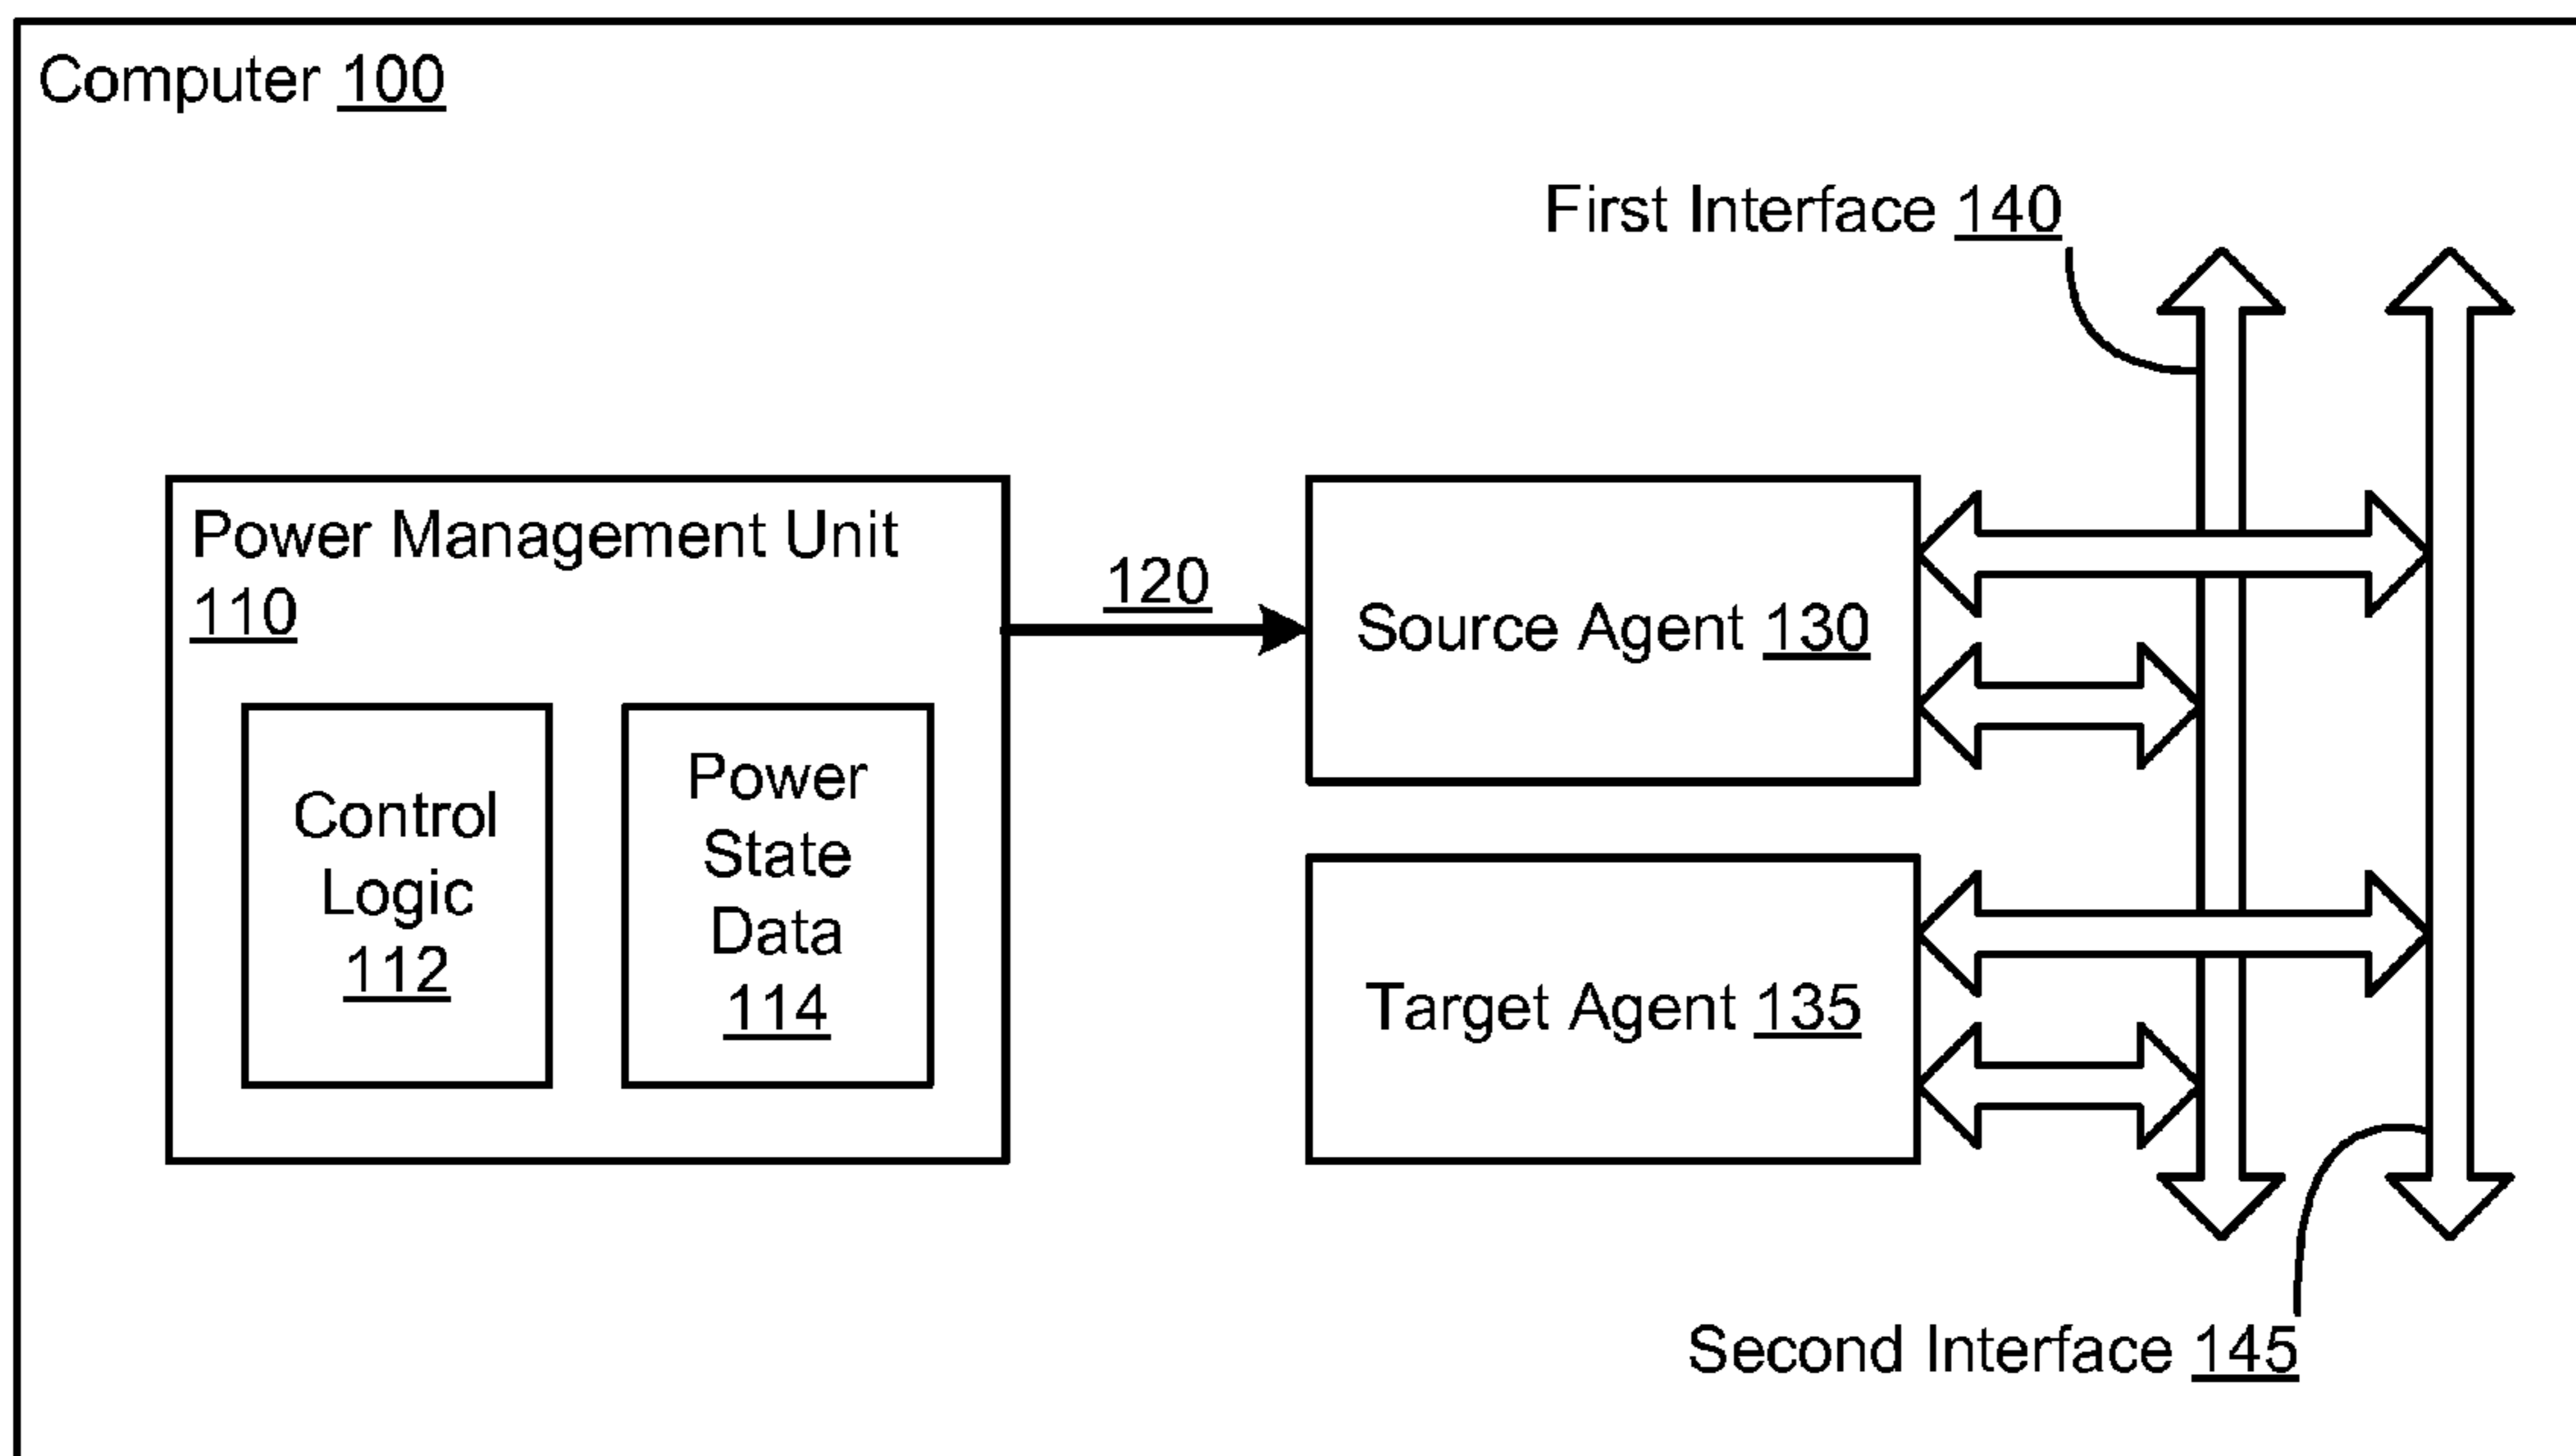 Computer 100
First Interface 140
Power Management Unit
110
120
Source Agent 130
Control
Logic
112
Power
State
Data
114
Target Agent 135
Second Interface 145